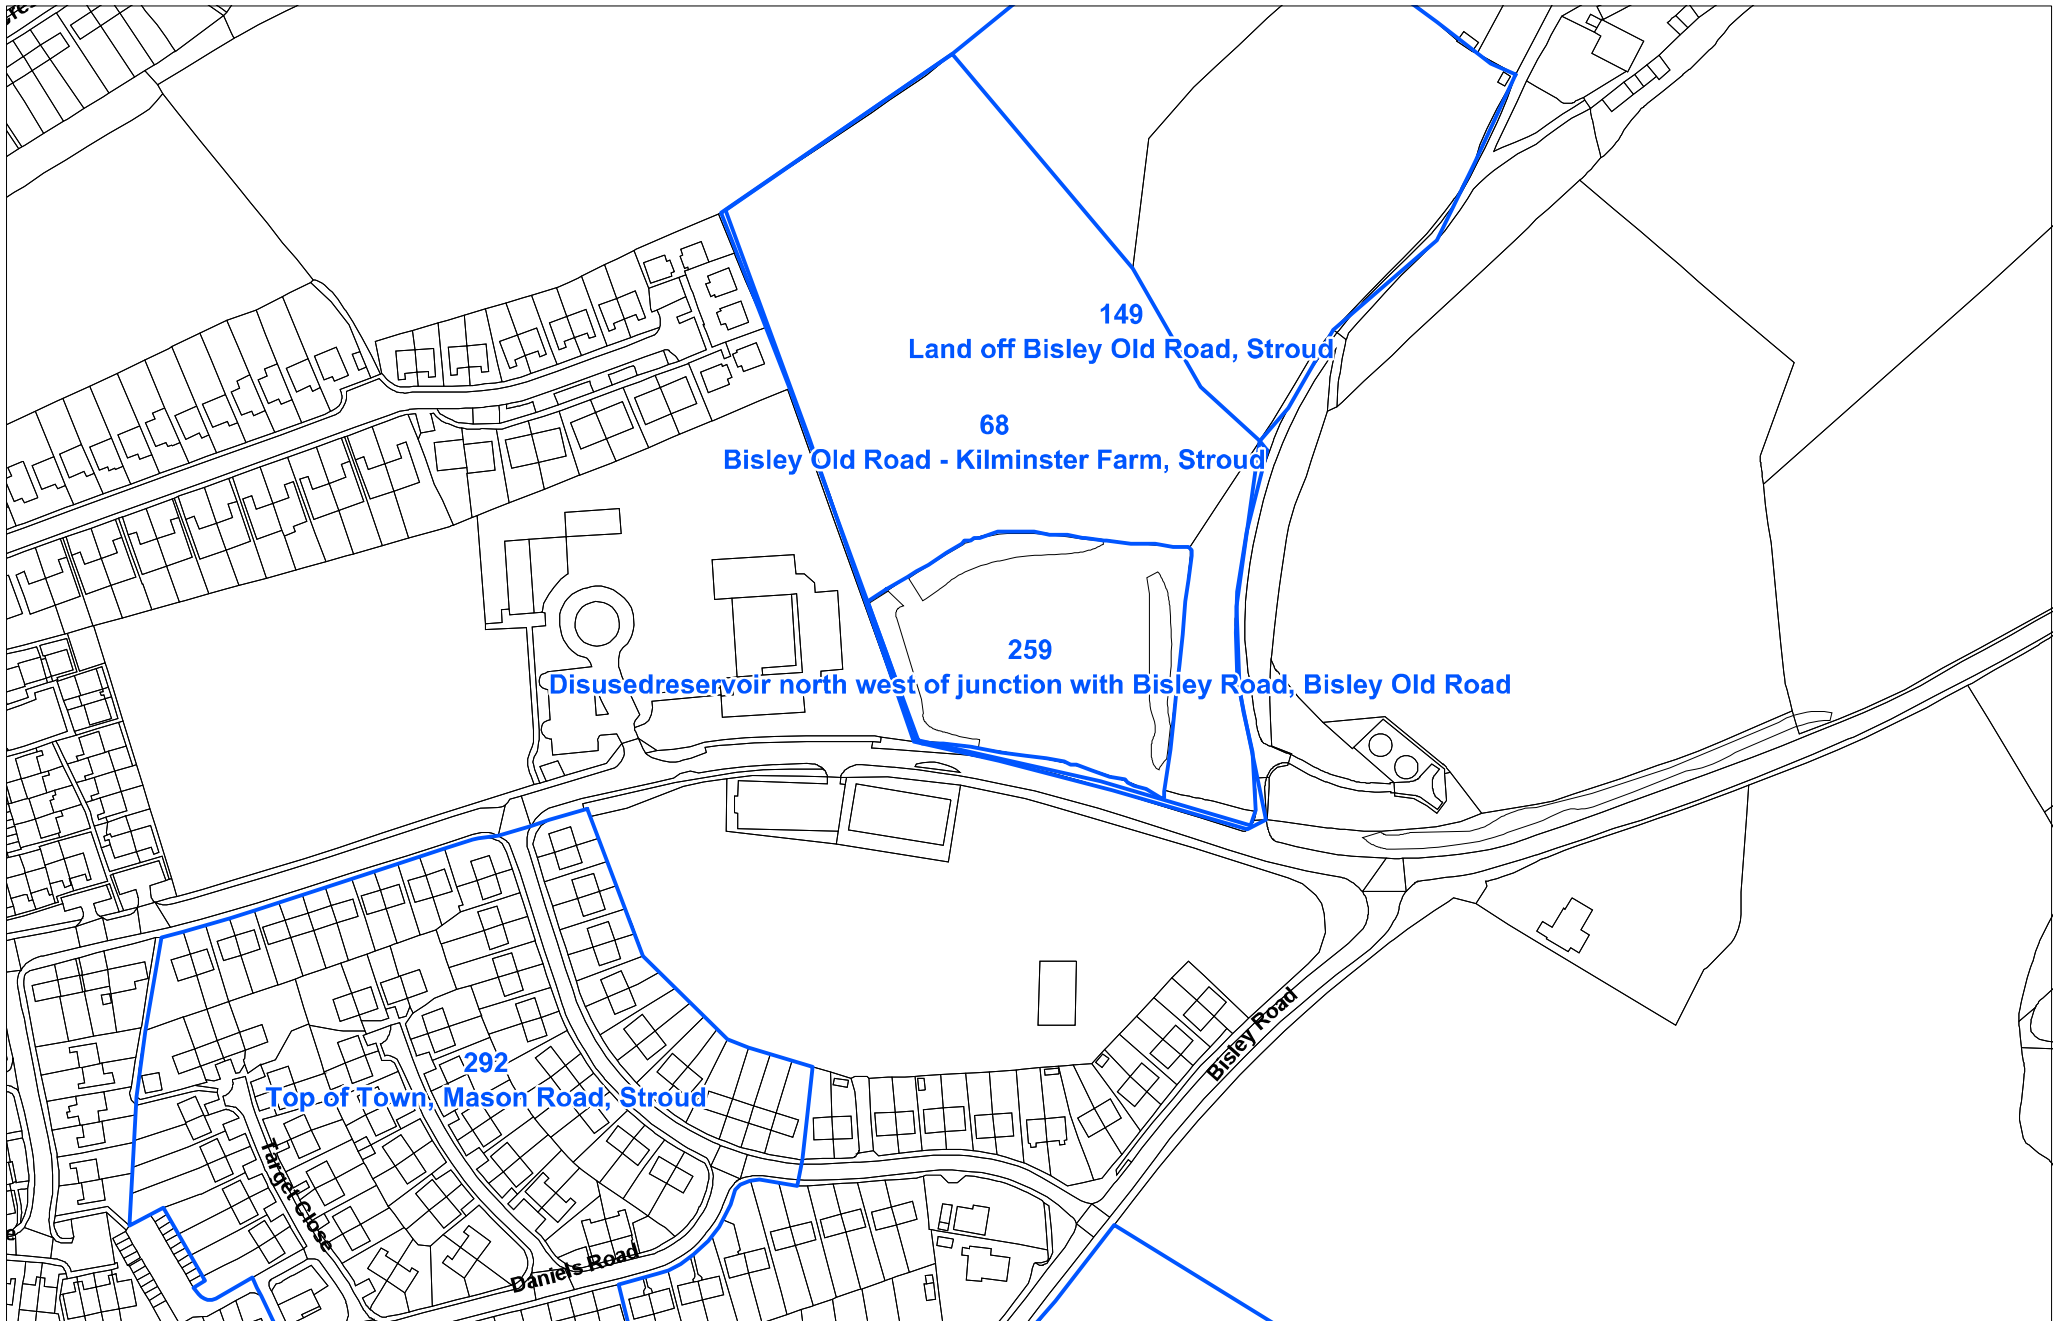 149
Land off Bisley Old Road, Stroud
68
Bisley Old Road - Kilminster Farm, Stroud
259
Disusedreservoir north west of junction with Bisley Road, Bisley Old Road
Bisley Road
292
Top of Town, Mason Road, Stroud
Target Close
Daniels Road